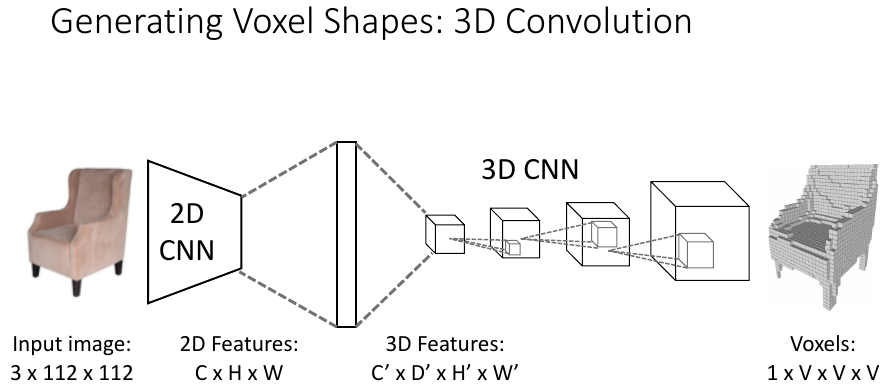 Generating Voxel Shapes: 3D Convolution
3D CNN
2D
CNN
Input image:
3 x 112 x 112
2D Features:
C x H x W
3D Features:
C’ x D’ x H’ x W’
Voxels:
1 x V x V x V